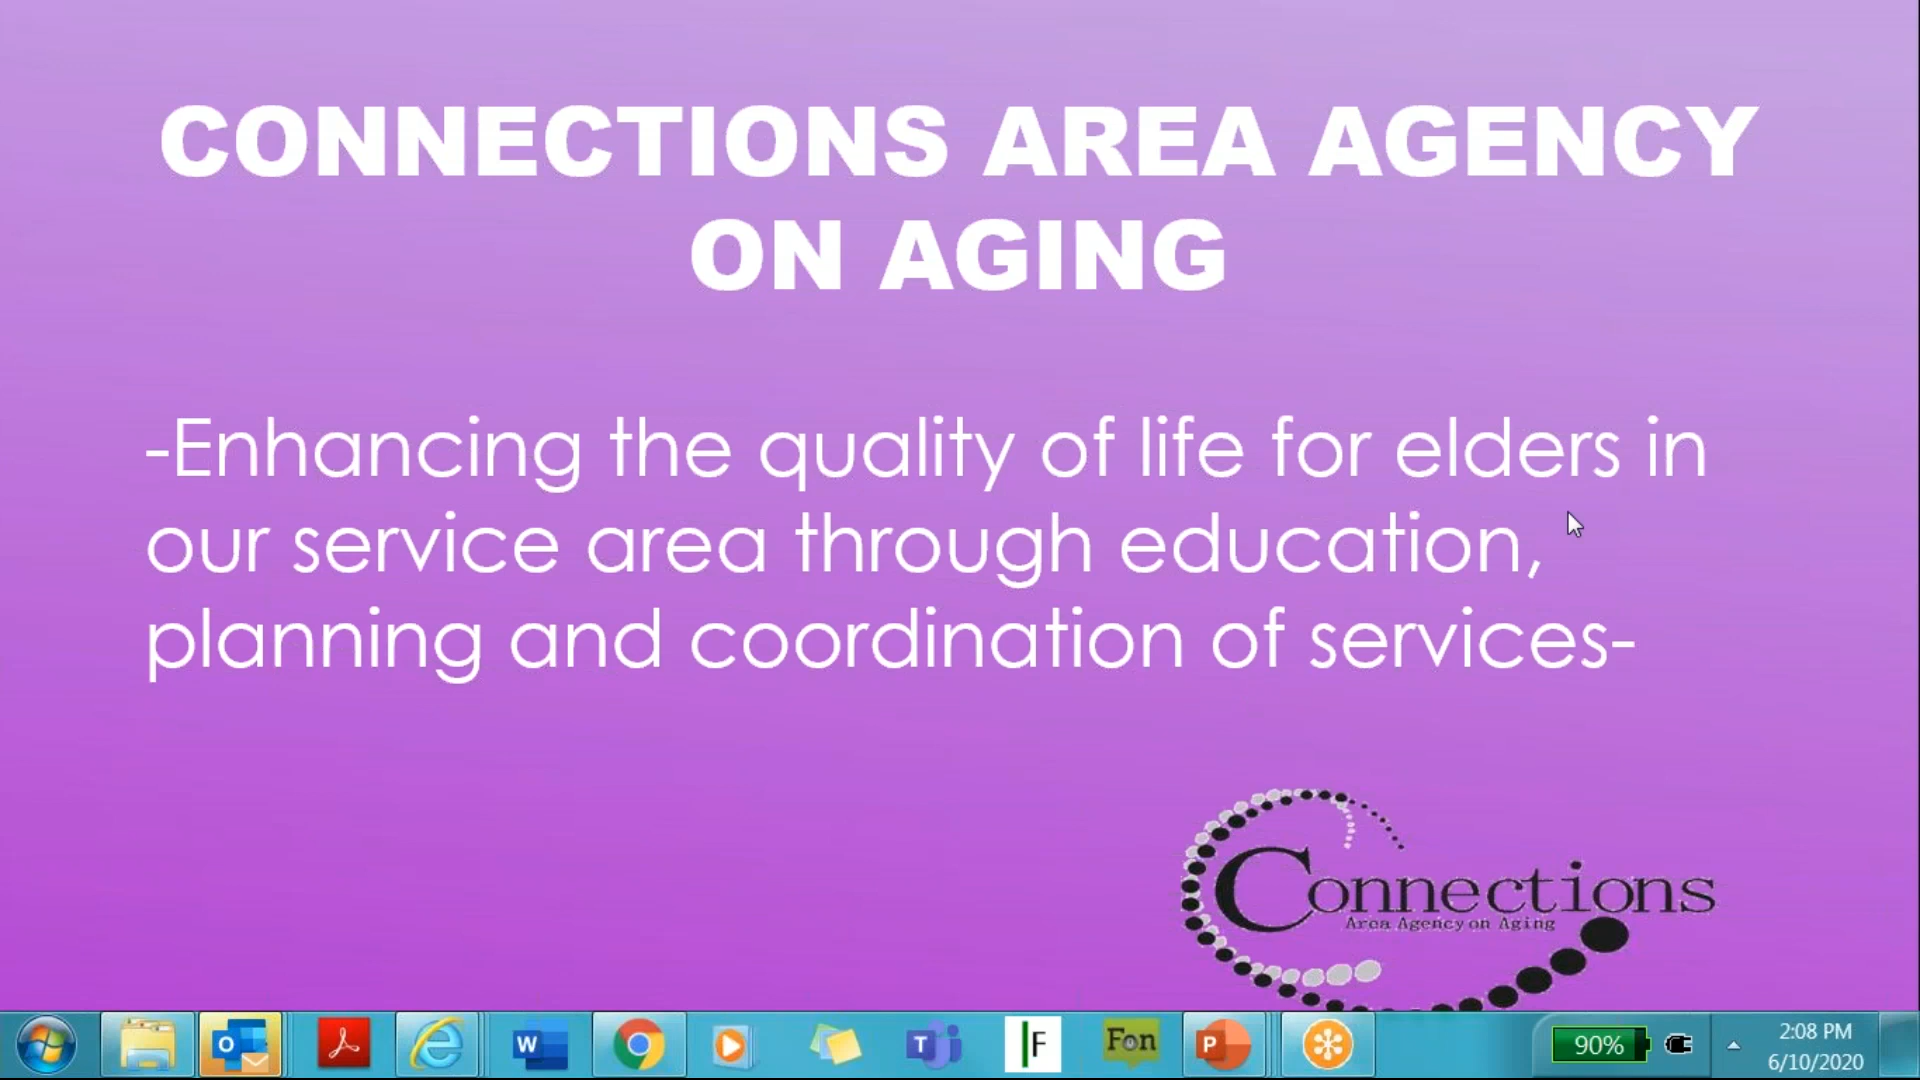 CONNECTIONS AREA AGENCY
ON AGING
-Enhancing the quality of life for elders in
our service area through education,
planning and coordination of services-
Connections
Area Agency on Aging
O
W
T
F
Fon
P
90%
2:08 PM
6/10/2020